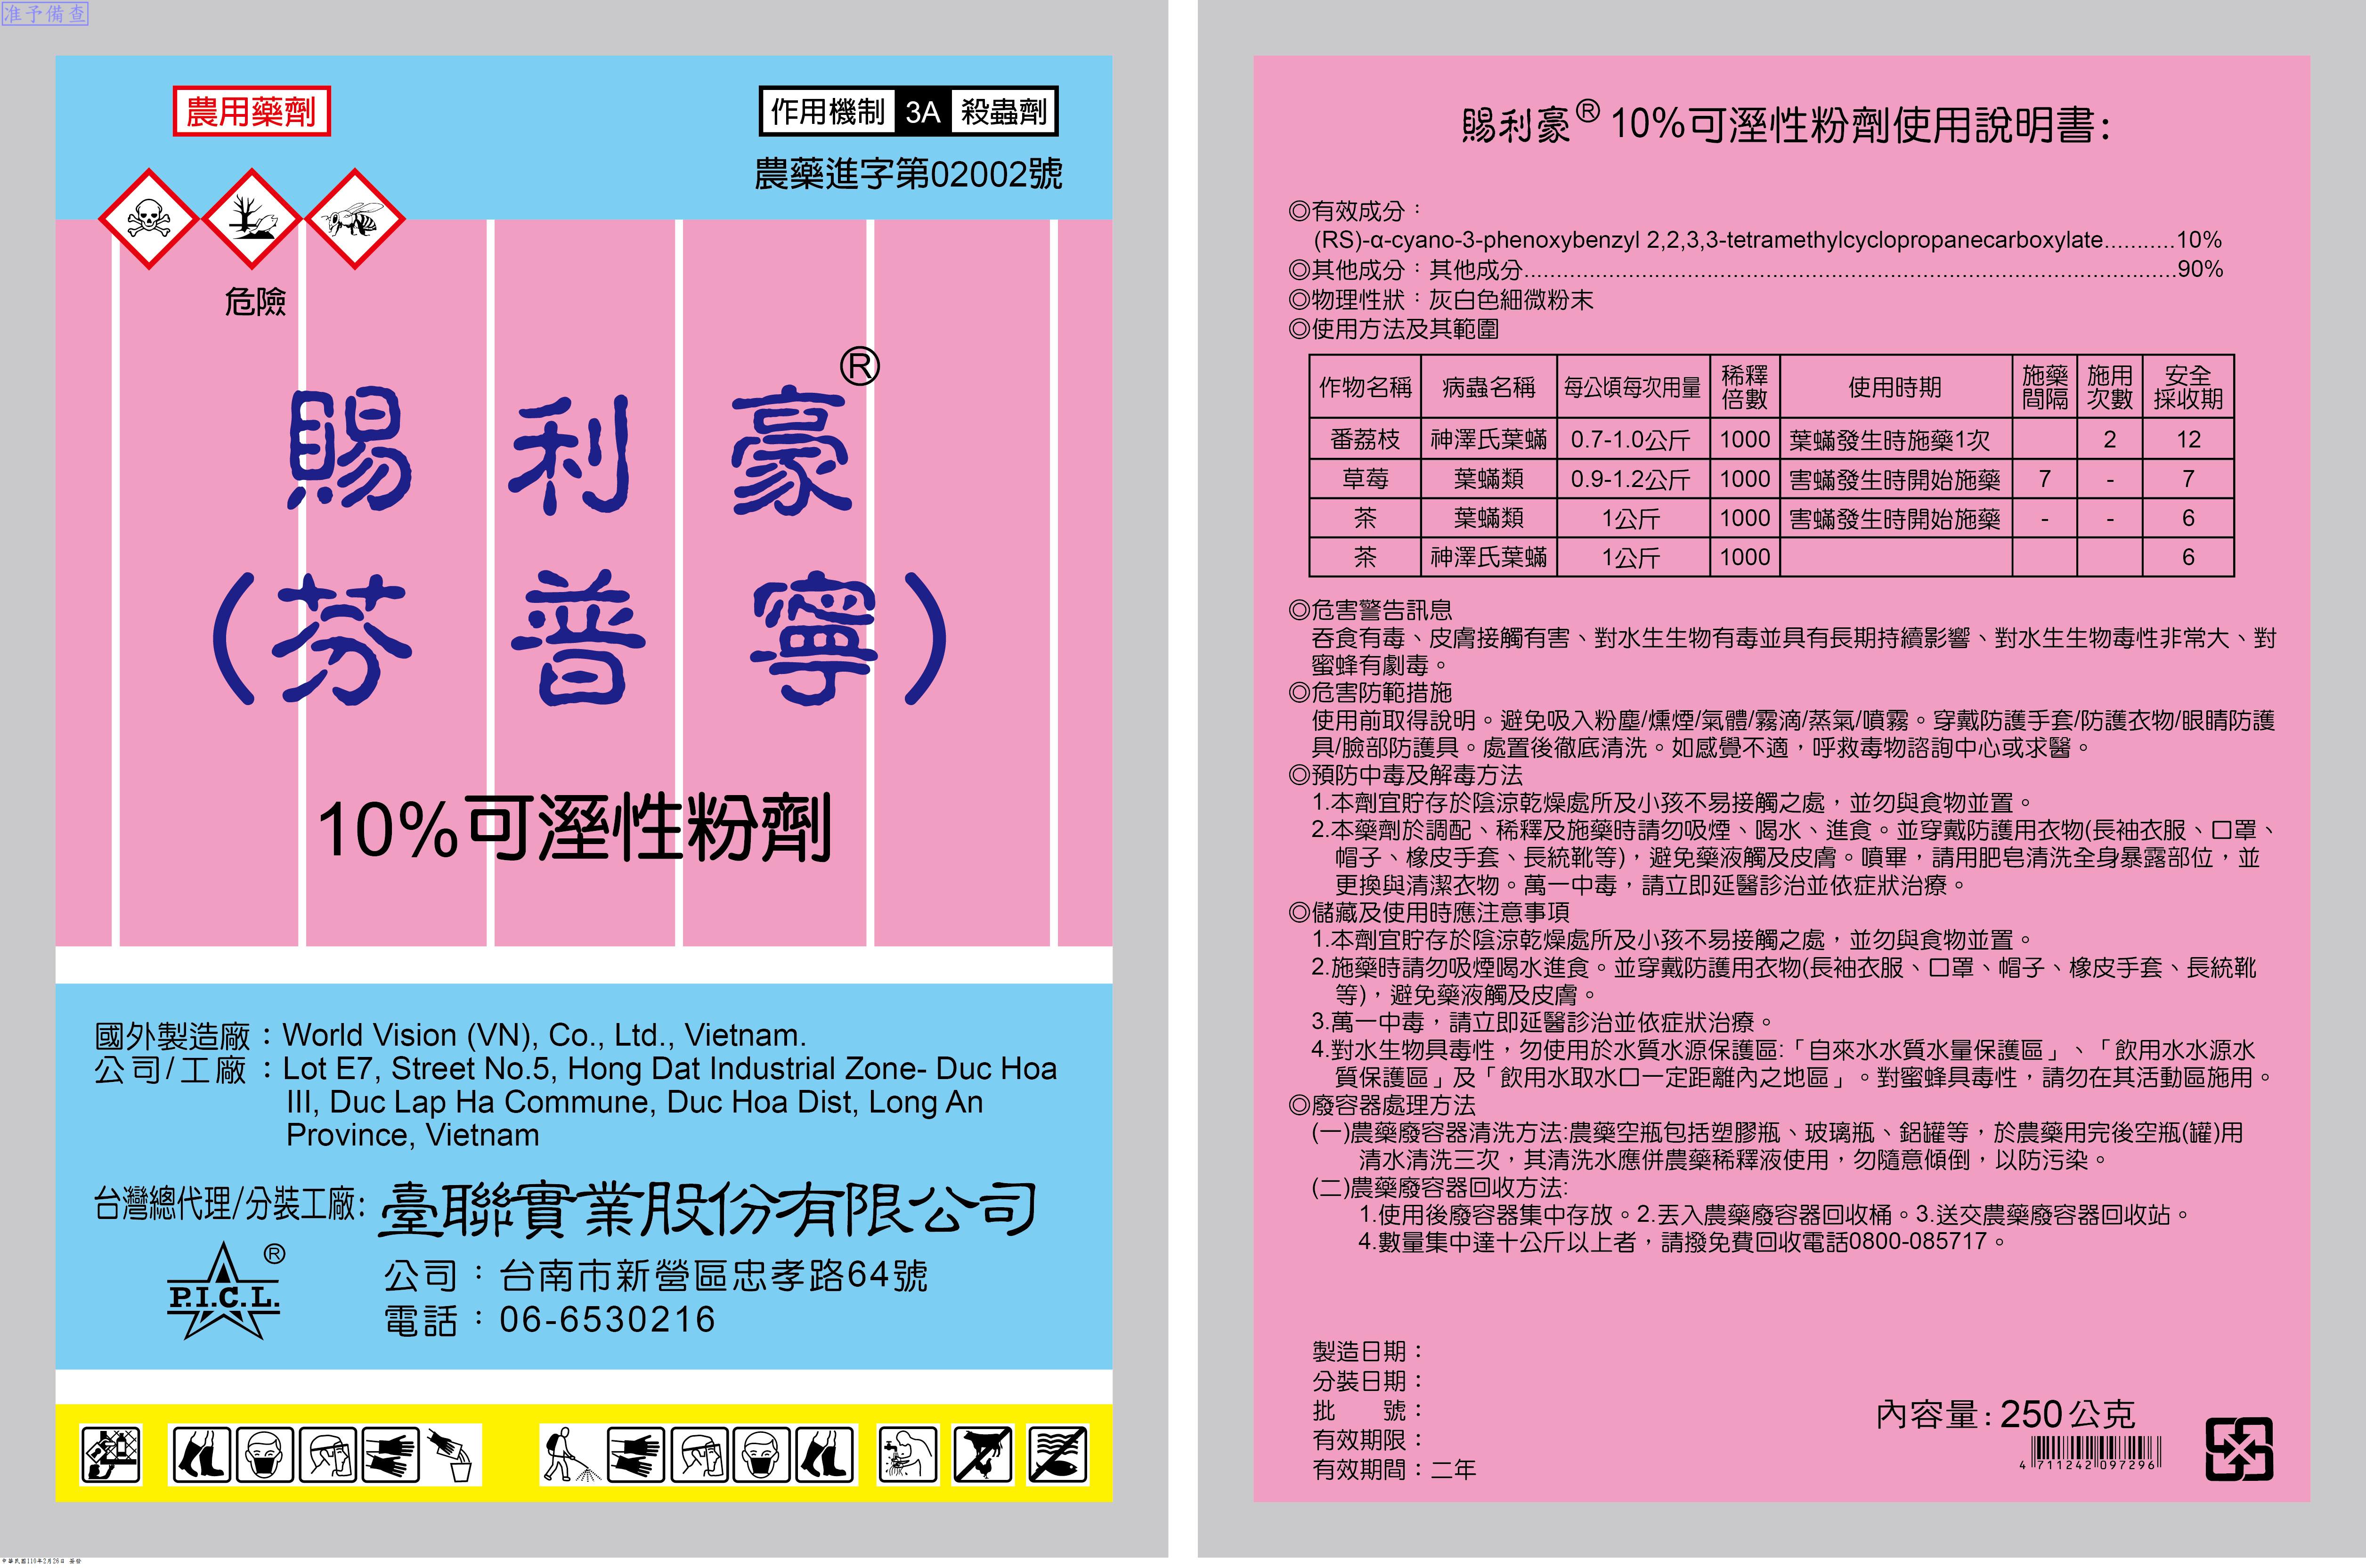 准予備查
農用藥劑
作用機制 3A 殺蟲劑
農藥進字第02002號
危險
賜利豪®
(芬普寧)
10%可溼性粉劑
國外製造廠：World Vision (VN), Co., Ltd., Vietnam.
公司/工廠：Lot E7, Street No.5, Hong Dat Industrial Zone- Duc Hoa
III, Duc Lap Ha Commune, Duc Hoa Dist, Long An
Province, Vietnam
台灣總代理/分裝工廠: 臺聯實業股份有限公司
P.I.C.L. ®
公司：台南市新營區忠孝路64號
電話：06-6530216
賜利豪® 10%可溼性粉劑使用說明書:
◎有效成分：
(RS)-α-cyano-3-phenoxybenzyl 2,2,3,3-tetramethylcyclopropanecarboxylate...........10%
◎其他成分：其他成分....................................................................................................90%
◎物理性狀：灰白色細微粉末
◎使用方法及其範圍
作物名稱 病蟲名稱 每公頃每次用量 稀釋倍數 使用時期 施藥間隔 施用次數 安全採收期
番荔枝 神澤氏葉蟎 0.7-1.0公斤 1000 葉蟎發生時施藥1次 2 12
草莓 葉蟎類 0.9-1.2公斤 1000 害蟎發生時開始施藥 7 - 7
茶 葉蟎類 1公斤 1000 害蟎發生時開始施藥 - - 6
茶 神澤氏葉蟎 1公斤 1000 6
◎危害警告訊息
吞食有毒、皮膚接觸有害、對水生生物有毒並具有長期持續影響、對水生生物毒性非常大、對
蜜蜂有劇毒。
◎危害防範措施
使用前取得說明。避免吸入粉塵/燻煙/氣體/霧滴/蒸氣/噴霧。穿戴防護手套/防護衣物/眼睛防護
具/臉部防護具。處置後徹底清洗。如感覺不適，呼救毒物諮詢中心或求醫。
◎預防中毒及解毒方法
1.本劑宜貯存於陰涼乾燥處所及小孩不易接觸之處，並勿與食物並置。
2.本藥劑於調配、稀釋及施藥時請勿吸煙、喝水、進食。並穿戴防護用衣物(長袖衣服、口罩、
帽子、橡皮手套、長統靴等)，避免藥液觸及皮膚。噴畢，請用肥皂清洗全身暴露部位，並
更換與清潔衣物。萬一中毒，請立即延醫診治並依症狀治療。
◎儲藏及使用時應注意事項
1.本劑宜貯存於陰涼乾燥處所及小孩不易接觸之處，並勿與食物並置。
2.施藥時請勿吸煙喝水進食。並穿戴防護用衣物(長袖衣服、口罩、帽子、橡皮手套、長統靴
等)，避免藥液觸及皮膚。
3.萬一中毒，請立即延醫診治並依症狀治療。
4.對水生物具毒性，勿使用於水質水源保護區:「自來水水質水量保護區」、「飲用水水源水
質保護區」及「飲用水取水口一定距離內之地區」。對蜜蜂具毒性，請勿在其活動區施用。
◎廢容器處理方法
(一)農藥廢容器清洗方法:農藥空瓶包括塑膠瓶、玻璃瓶、鋁罐等，於農藥用完後空瓶(罐)用
清水清洗三次，其清洗水應併農藥稀釋液使用，勿隨意傾倒，以防污染。
(二)農藥廢容器回收方法:
1.使用後廢容器集中存放。2.丟入農藥廢容器回收桶。3.送交農藥廢容器回收站。
4.數量集中達十公斤以上者，請撥免費回收電話0800-085717。
製造日期：
分裝日期：
批　　號：
有效期限：
有效期間：二年
內容量: 250公克
4 711242 097296